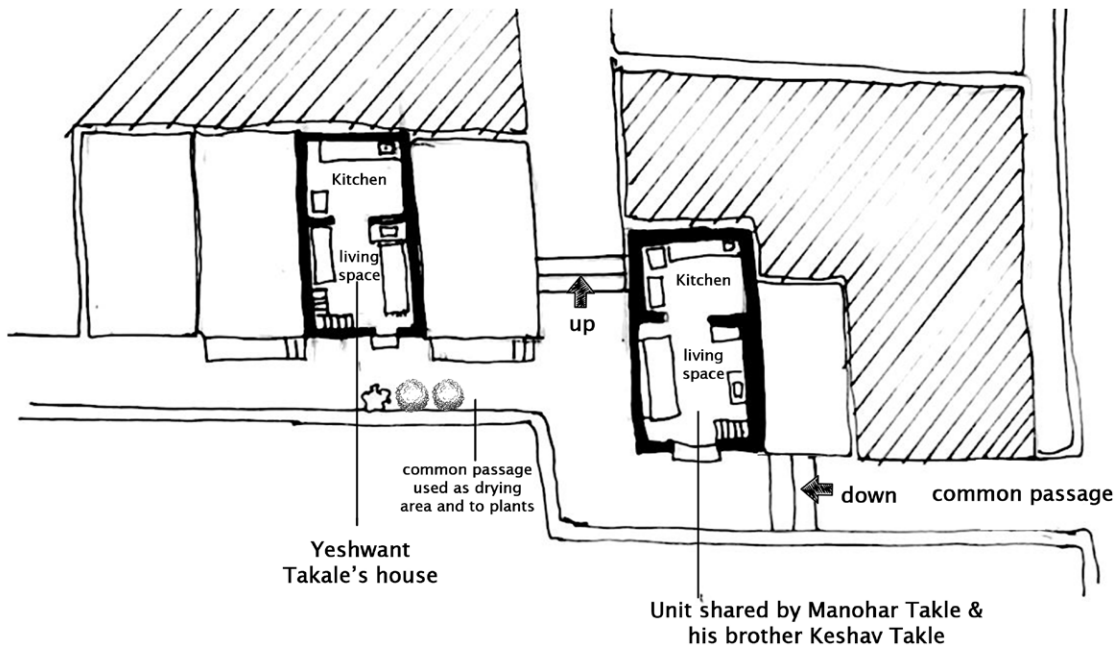 Kitchen
living
space
up
Kitchen
living
space
common passage
used as drying
area and to plants
down
common passage
Yeshwant
Takale's house
Unit shared by Manohar Takle &
his brother Keshav Takle